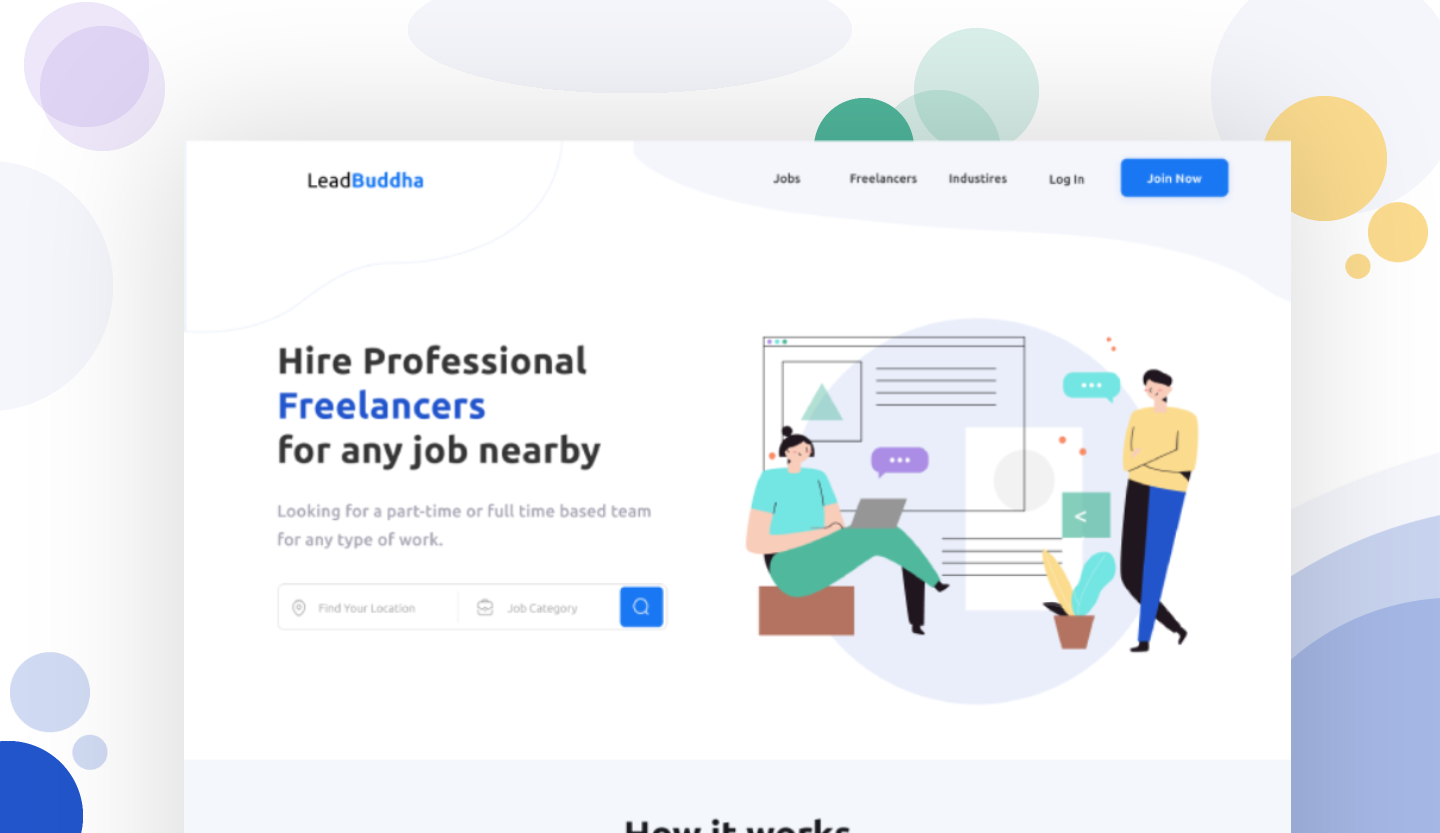 LeadBuddha
Jobs Freelancers Industires Log In Join Now
Hire Professional
Freelancers
for any job nearby
Looking for a part-time or full time based team
for any type of work.
Find Your Location Job Category
<
How it works